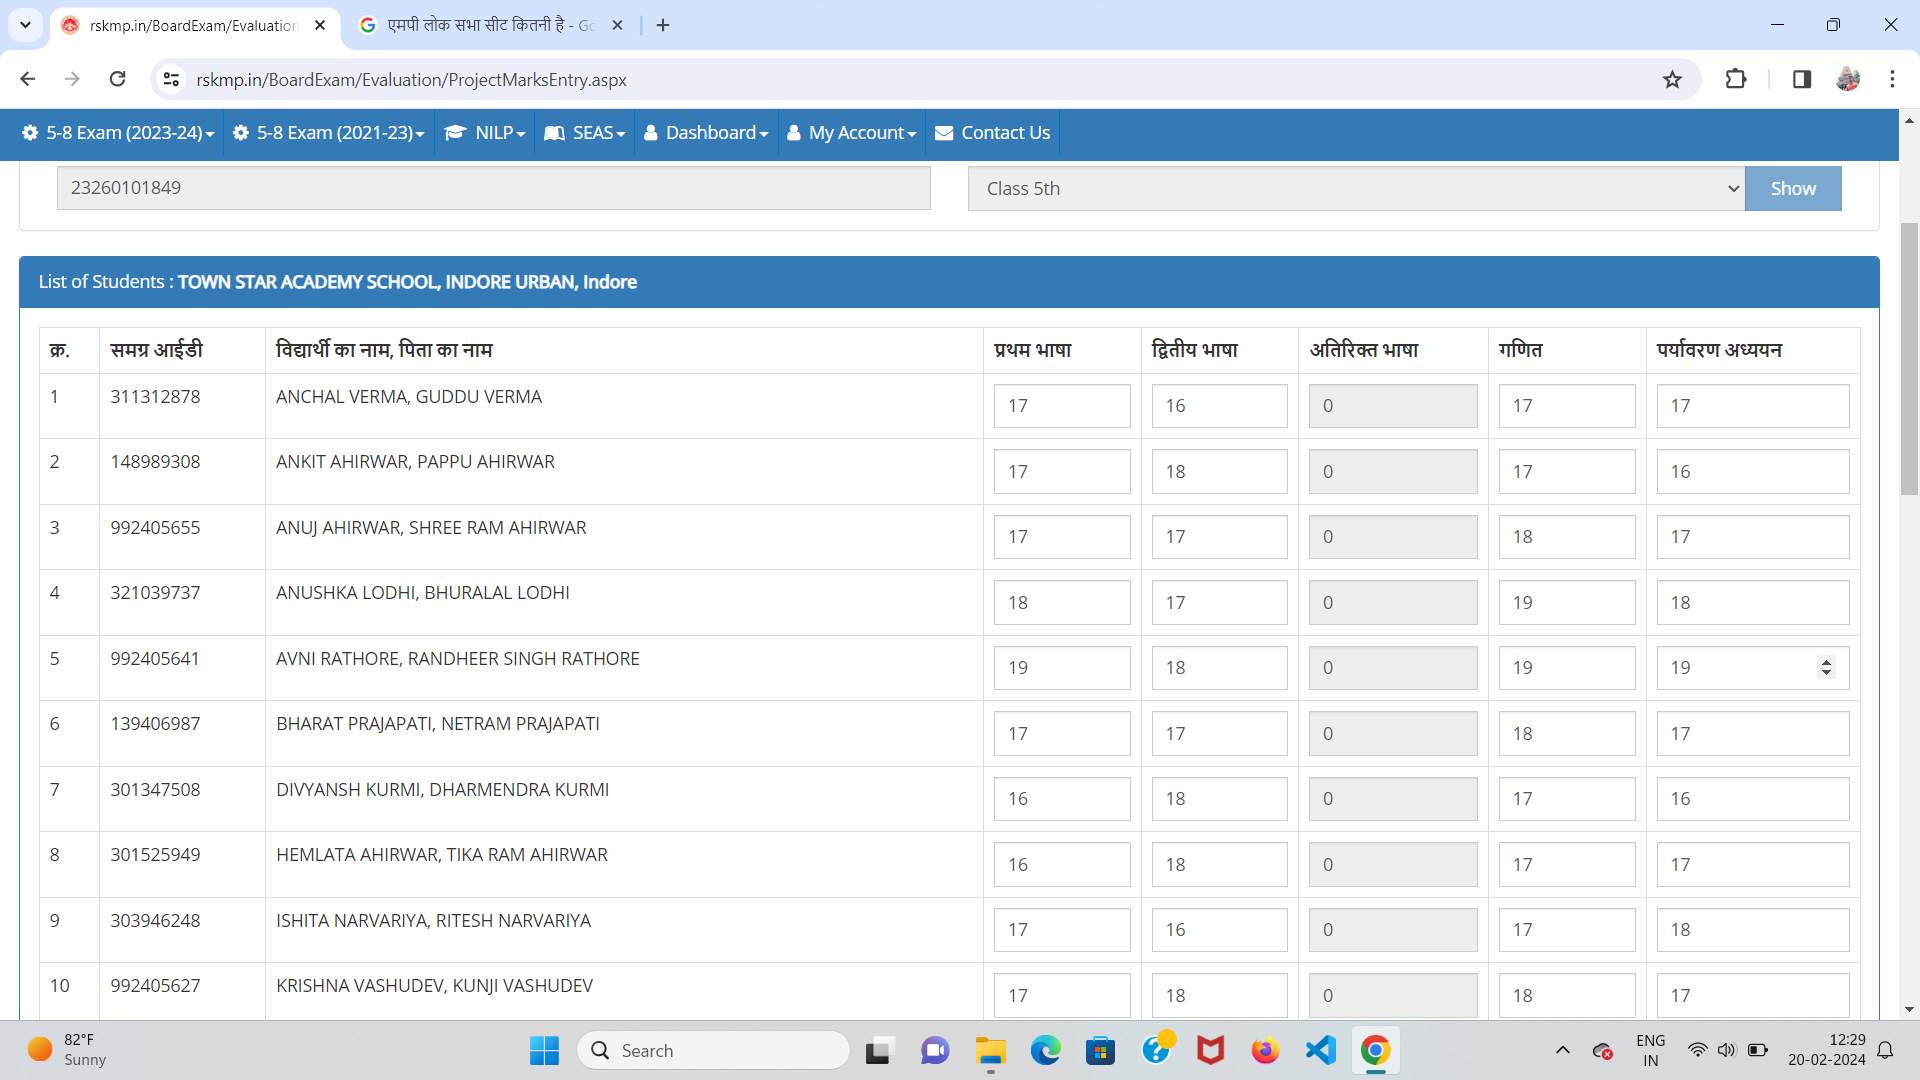 rskmp.in/BoardExam/Evaluation
एमपी लोक सभा सीट कितनी है - Go
rskmp.in/BoardExam/Evaluation/ProjectMarksEntry.aspx
5-8 Exam (2023-24) 5-8 Exam (2021-23) NILP SEAS Dashboard My Account Contact Us
23260101849 Class 5th Show
List of Students : TOWN STAR ACADEMY SCHOOL, INDORE URBAN, Indore
क्र. समग्र आईडी विद्यार्थी का नाम, पिता का नाम प्रथम भाषा द्वितीय भाषा अतिरिक्त भाषा गणित पर्यावरण अध्ययन
1 311312878 ANCHAL VERMA, GUDDU VERMA 17 16 0 17 17
2 148989308 ANKIT AHIRWAR, PAPPU AHIRWAR 17 18 0 17 16
3 992405655 ANUJ AHIRWAR, SHREE RAM AHIRWAR 17 17 0 18 17
4 321039737 ANUSHKA LODHI, BHURALAL LODHI 18 17 0 19 18
5 992405641 AVNI RATHORE, RANDHEER SINGH RATHORE 19 18 0 19 19
6 139406987 BHARAT PRAJAPATI, NETRAM PRAJAPATI 17 17 0 18 17
7 301347508 DIVYANSH KURMI, DHARMENDRA KURMI 16 18 0 17 16
8 301525949 HEMLATA AHIRWAR, TIKA RAM AHIRWAR 16 18 0 17 17
9 303946248 ISHITA NARVARIYA, RITESH NARVARIYA 17 16 0 17 18
10 992405627 KRISHNA VASHUDEV, KUNJI VASHUDEV 17 18 0 18 17
82°F
Sunny
Search
ENG
IN
12:29
20-02-2024